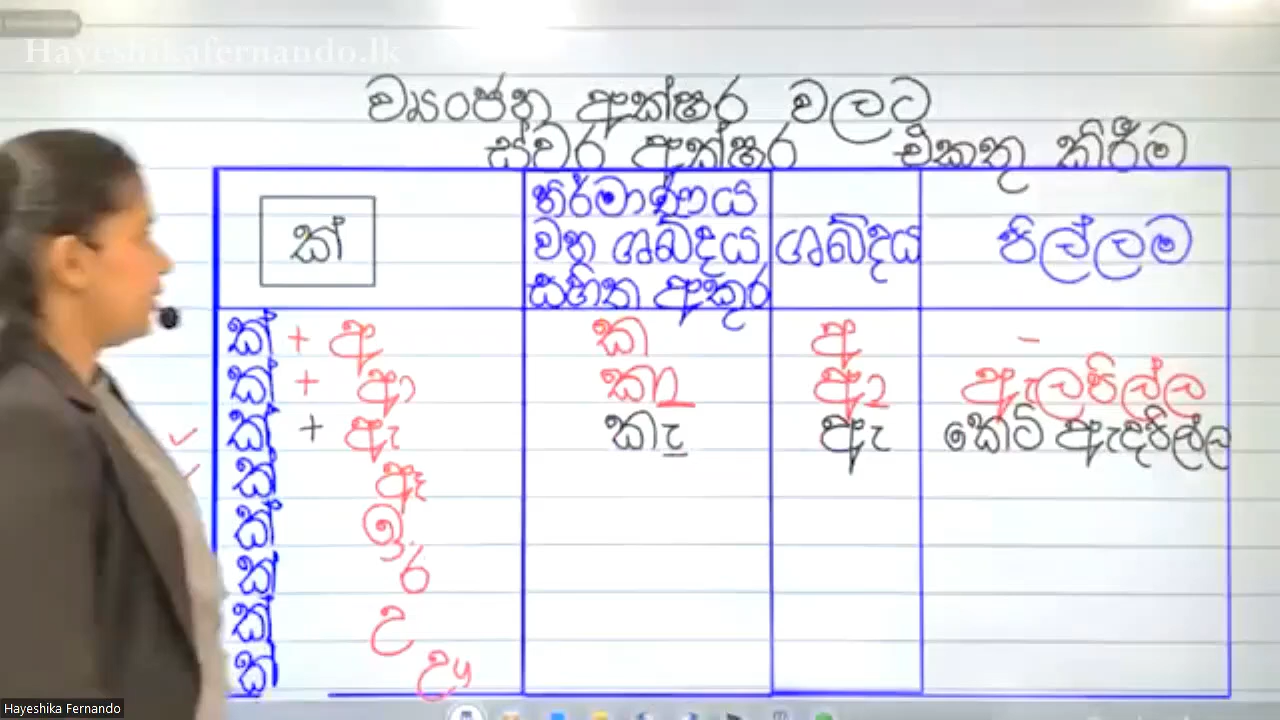 Hayeshikafernando.lk
ව්‍යංජන අක්ෂර වලට
ස්වර අක්ෂර එකතු කිරීම
ක්
නිර්මාණය
වන ශබ්දය
සහිත අකුර
ශබ්දය
පිල්ලම
ක් + අ ක අ -
ක් + ආ කා ආ ඇලපිල්ල
ක් + ඇ කැ ඇ කෙටි ඇදපිල්ල
ක් ඈ
ක් ඉ
ක් ඊ
ක් උ
ක් ඌ
Hayeshika Fernando